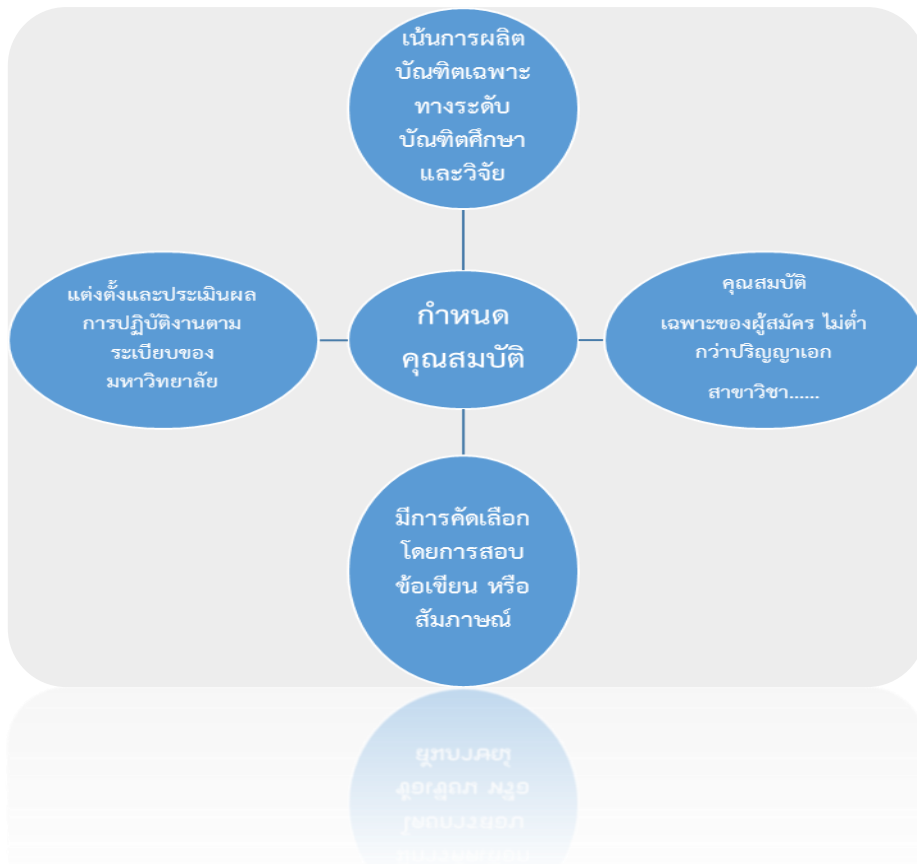 เน้นการผลิต
บัณฑิตเฉพาะ
ทางระดับ
บัณฑิตศึกษา
และวิจัย
แต่งตั้งและประเมินผล
การปฏิบัติงานตาม
ระเบียบของ
มหาวิทยาลัย
กำหนด
คุณสมบัติ
คุณสมบัติ
เฉพาะของผู้สมัคร ไม่ต่ำ
กว่าปริญญาเอก
สาขาวิชา......
มีการคัดเลือก
โดยการสอบ
ข้อเขียน หรือ
สัมภาษณ์